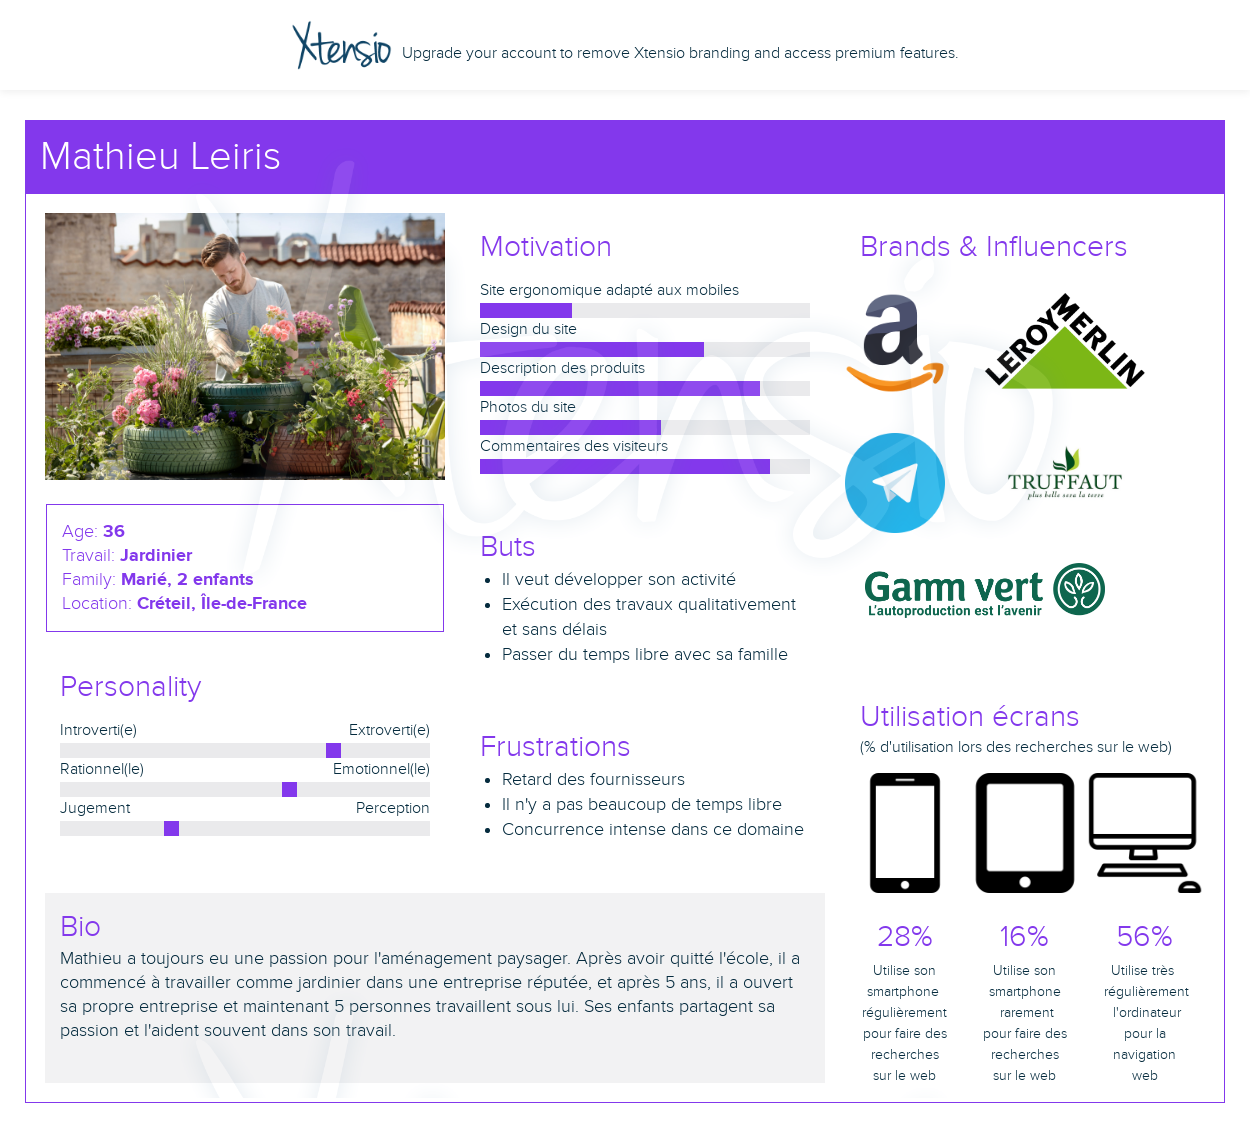 Xtensio
Upgrade your account to remove Xtensio branding and access premium features.
Mathieu Leiris
Age: 36
Travail: Jardinier
Family: Marié, 2 enfants
Location: Créteil, Île-de-France
Personality
Introverti(e) Extroverti(e)
Rationnel(le) Emotionnel(le)
Jugement Perception
Motivation
Site ergonomique adapté aux mobiles
Design du site
Description des produits
Photos du site
Commentaires des visiteurs
Buts
Il veut développer son activité
Exécution des travaux qualitativement
et sans délais
Passer du temps libre avec sa famille
Frustrations
Retard des fournisseurs
Il n'y a pas beaucoup de temps libre
Concurrence intense dans ce domaine
Bio
Mathieu a toujours eu une passion pour l'aménagement paysager. Après avoir quitté l'école, il a
commencé à travailler comme jardinier dans une entreprise réputée, et après 5 ans, il a ouvert
sa propre entreprise et maintenant 5 personnes travaillent sous lui. Ses enfants partagent sa
passion et l'aident souvent dans son travail.
Brands & Influencers
a
LEROY MERLIN
TRUFFAUT
plus belle sera la terre
Gamm vert
L'autoproduction est l'avenir
Utilisation écrans
(% d'utilisation lors des recherches sur le web)
28%
Utilise son
smartphone
régulièrement
pour faire des
recherches
sur le web
16%
Utilise son
smartphone
rarement
pour faire des
recherches
sur le web
56%
Utilise très
régulièrement
l'ordinateur
pour la
navigation
web
Xtensio